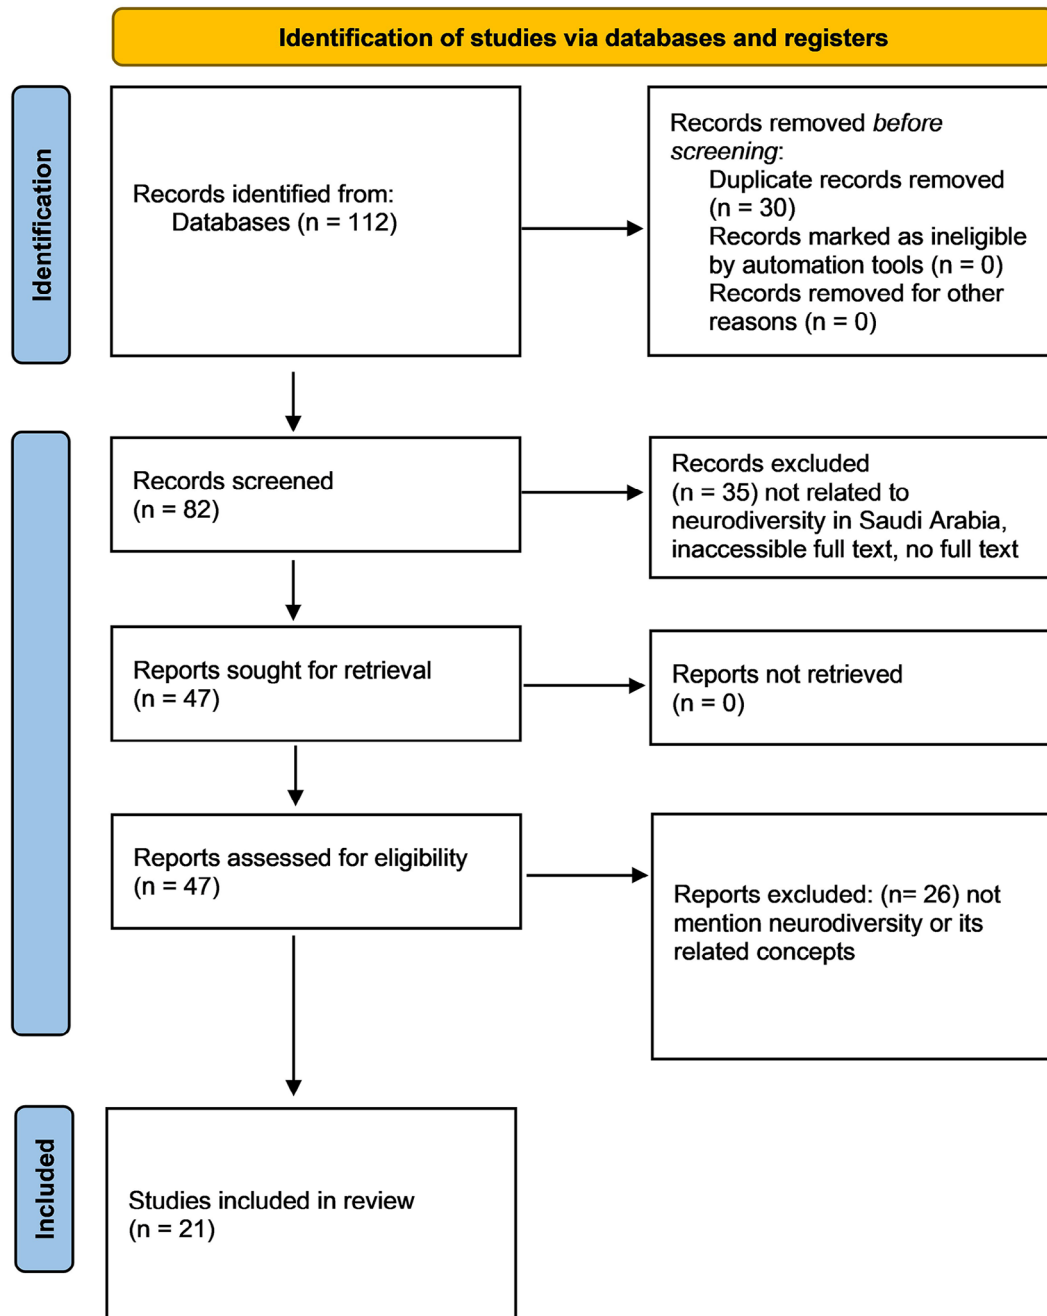 Identification of studies via databases and registers
Identification
Records identified from:
Databases (n = 112)
Records removed before
screening:
Duplicate records removed
(n = 30)
Records marked as ineligible
by automation tools (n = 0)
Records removed for other
reasons (n = 0)
Records screened
(n = 82)
Records excluded
(n = 35) not related to
neurodiversity in Saudi Arabia,
inaccessible full text, no full text
Reports sought for retrieval
(n = 47)
Reports not retrieved
(n = 0)
Reports assessed for eligibility
(n = 47)
Reports excluded: (n= 26) not
mention neurodiversity or its
related concepts
Included
Studies included in review
(n = 21)